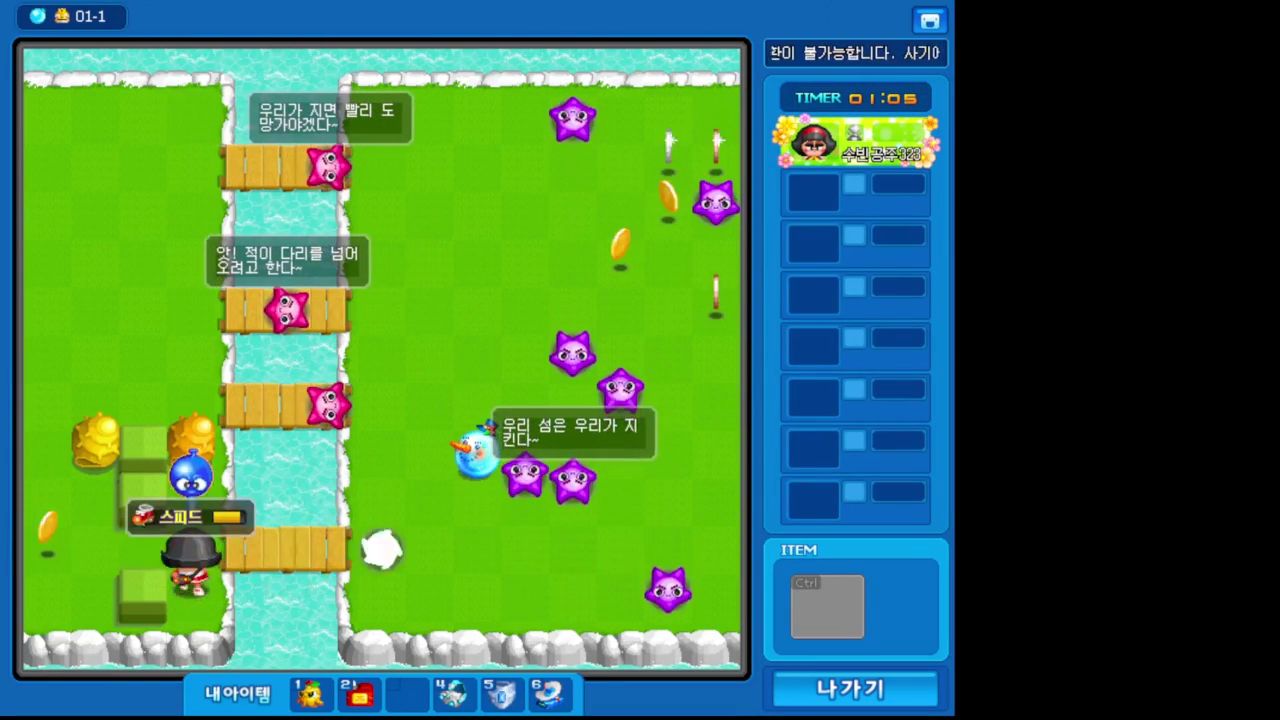 01-1
환이 불가능합니다. 사기
TIMER 01:05
우리가 지면 빨리 도
망가야겠다~
수빈공주323
앗! 적이 다리를 넘어
오려고 한다~
우리 섬은 우리가 지
킨다~
스피드
ITEM
Ctrl
내아이템
1
2
4
5
6
나가기